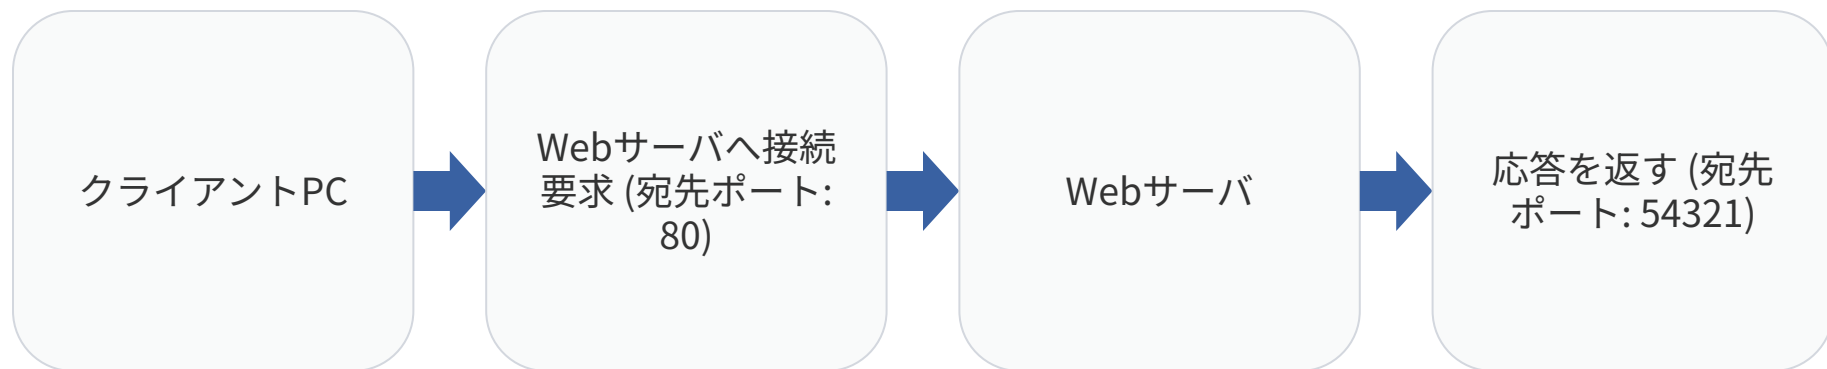 クライアントPC
Webサーバへ接続
要求 (宛先ポート:
80)
Webサーバ
応答を返す (宛先
ポート: 54321)